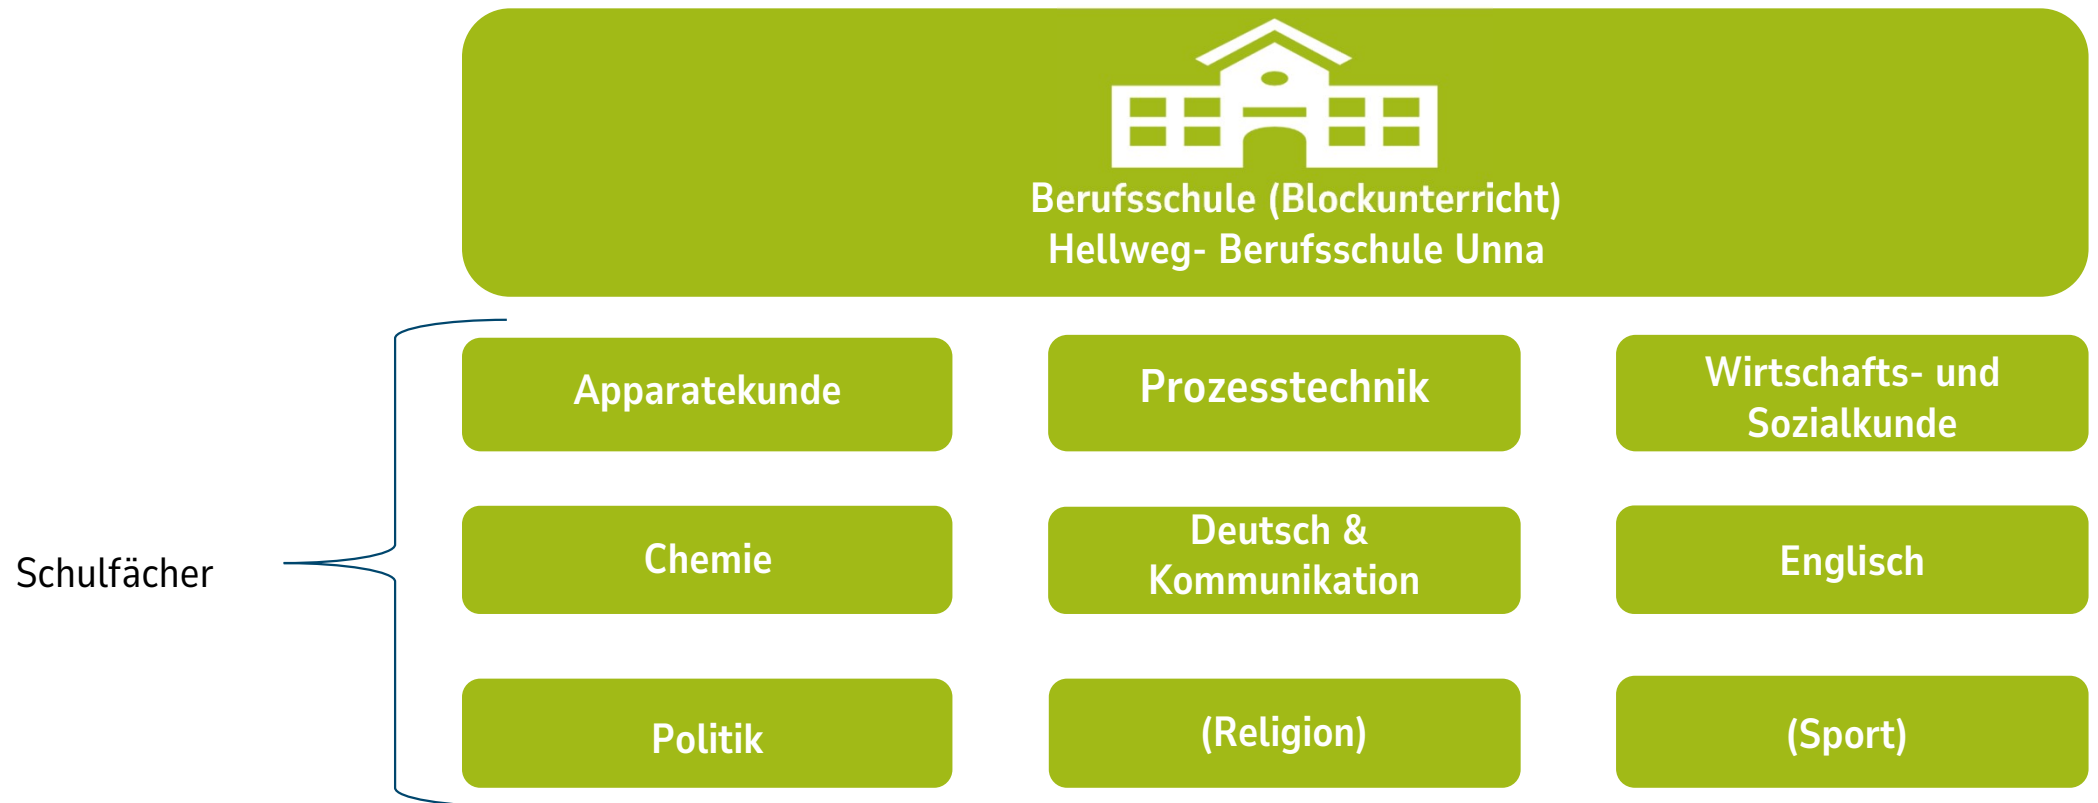 Berufsschule (Blockunterricht)
Hellweg- Berufsschule Unna
Schulfächer
Apparatekunde
Prozesstechnik
Wirtschafts- und
Sozialkunde
Chemie
Deutsch &
Kommunikation
Englisch
Politik
(Religion)
(Sport)